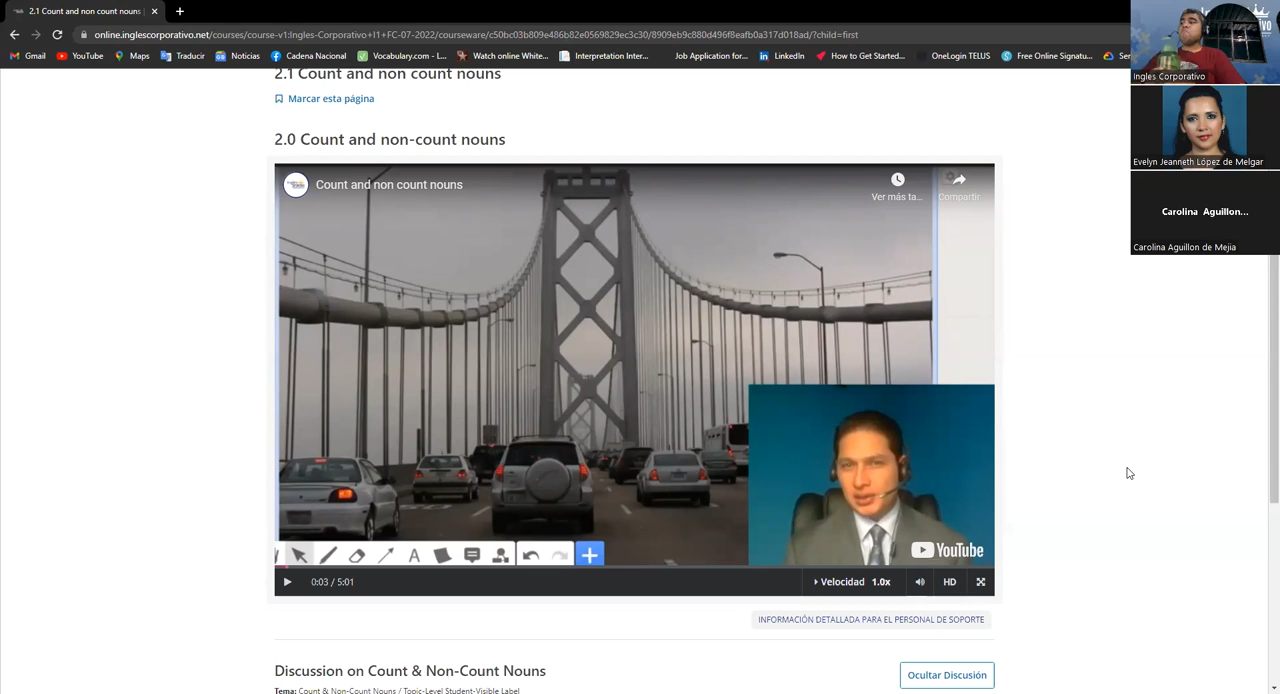 2.1 Count and non count nouns
online.inglescorporativo.net/courses/course-v1:Ingles-Corporativo+I1+FC-07-2022/courseware/c50bc03b809e486b82e0569829ec3c30/8909eb9c880d496f8eafb0a317d018ad/?child=first
Gmail YouTube Maps Traducir Noticias Cadena Nacional Vocabulary.com - L... Watch online White... Interpretation Inter... Job Application for... LinkedIn How to Get Started... OneLogin TELUS Free Online Signatu... Ser
Ingles Corporativo
Evelyn Jeanneth López de Melgar
Carolina Aguillon...
Carolina Aguillon de Mejia
2.1 Count and non count nouns
Marcar esta página
2.0 Count and non-count nouns
Count and non count nouns
Ver más ta... Compartir
A
YouTube
0:03 / 5:01 Velocidad 1.0x HD
INFORMACIÓN DETALLADA PARA EL PERSONAL DE SOPORTE
Discussion on Count & Non-Count Nouns
Ocultar Discusión
Tema: Count & Non-Count Nouns / Topic-Level Student-Visible Label